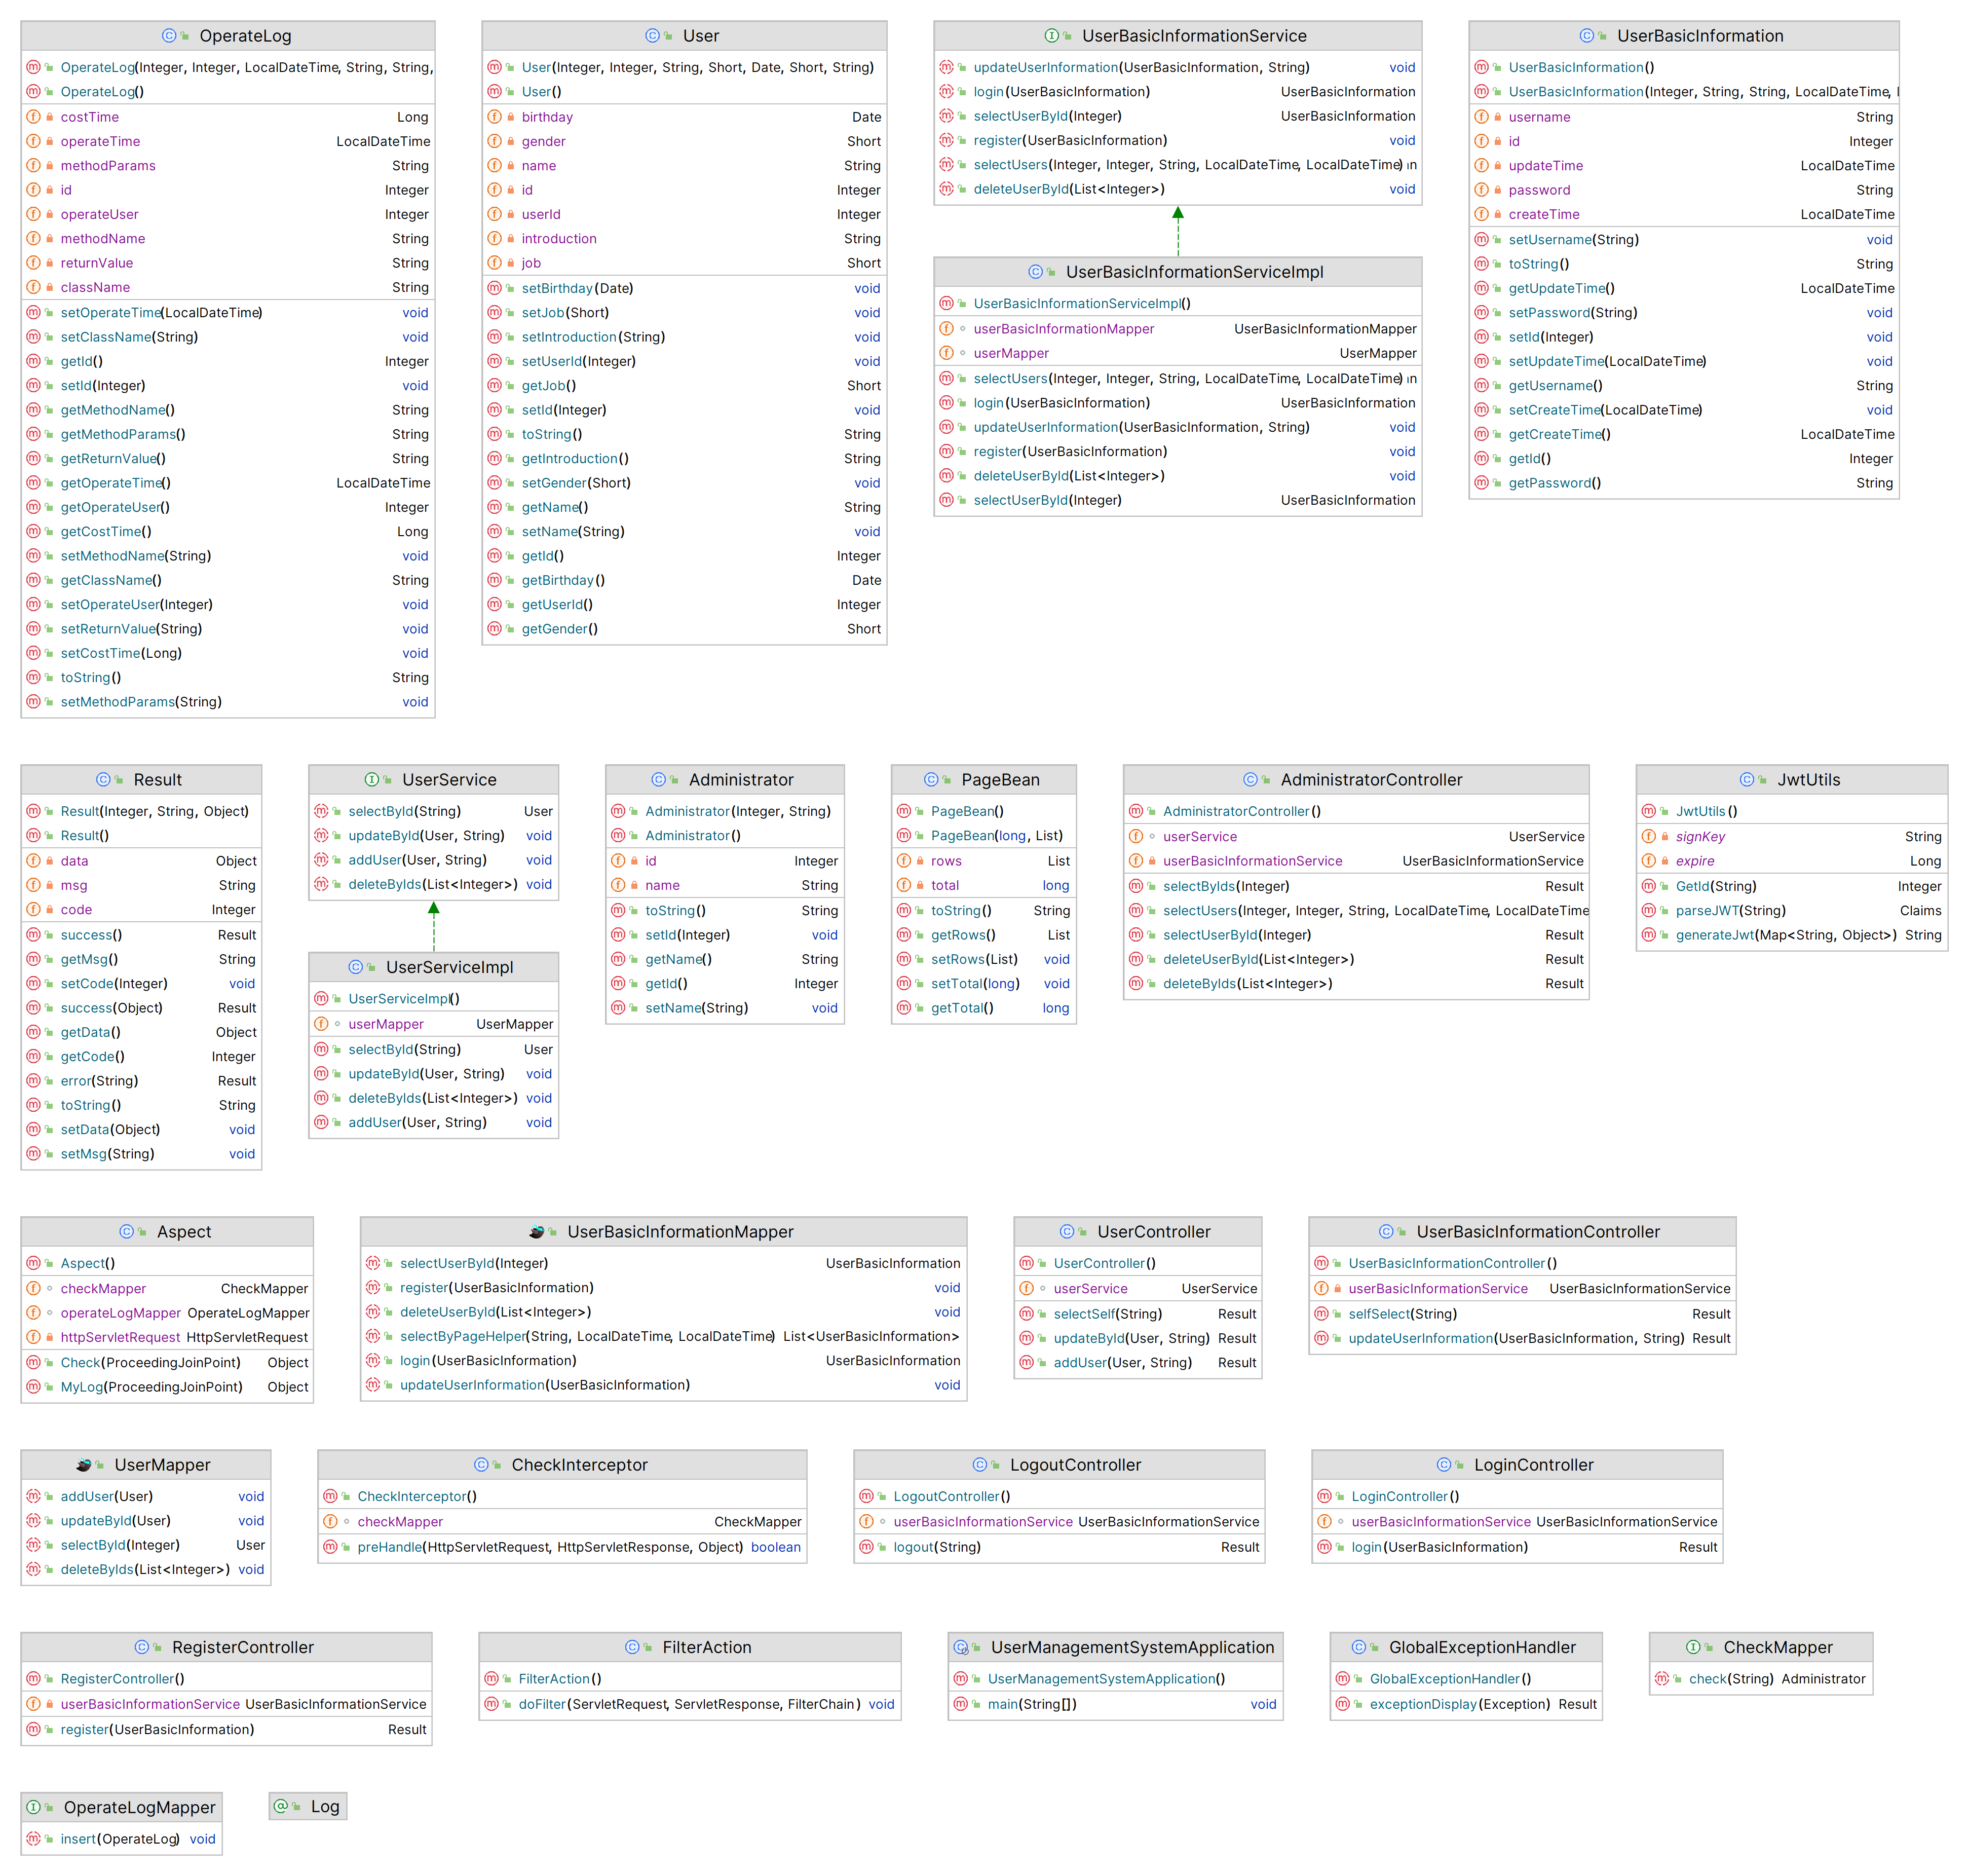 OperateLog
OperateLog(Integer, Integer, LocalDateTime, String, String,
OperateLog()
costTime Long
operateTime LocalDateTime
methodParams String
id Integer
operateUser Integer
methodName String
returnValue String
className String
setOperateTime(LocalDateTime) void
setClassName(String) void
getId() Integer
setId(Integer) void
getMethodName() String
getMethodParams() String
getReturnValue() String
getOperateTime() LocalDateTime
getOperateUser() Integer
getCostTime() Long
setMethodName(String) void
getClassName() String
setOperateUser(Integer) void
setReturnValue(String) void
setCostTime(Long) void
toString() String
setMethodParams(String) void
User
User(Integer, Integer, String, Short, Date, Short, String)
User()
birthday Date
gender Short
name String
id Integer
userId Integer
introduction String
job Short
setBirthday(Date) void
setJob(Short) void
setIntroduction(String) void
setUserId(Integer) void
getJob() Short
setId(Integer) void
toString() String
getIntroduction() String
setGender(Short) void
getName() String
setName(String) void
getId() Integer
getBirthday() Date
getUserId() Integer
getGender() Short
UserBasicInformationService
updateUserInformation(UserBasicInformation, String) void
login(UserBasicInformation) UserBasicInformation
selectUserById(Integer) UserBasicInformation
register(UserBasicInformation) void
selectUsers(Integer, Integer, String, LocalDateTime, LocalDateTime)
deleteUserById(List<Integer>) void
UserBasicInformationServiceImpl
UserBasicInformationServiceImpl()
userBasicInformationMapper UserBasicInformationMapper
userMapper UserMapper
selectUsers(Integer, Integer, String, LocalDateTime, LocalDateTime)
login(UserBasicInformation) UserBasicInformation
updateUserInformation(UserBasicInformation, String) void
register(UserBasicInformation) void
deleteUserById(List<Integer>) void
selectUserById(Integer) UserBasicInformation
UserBasicInformation
UserBasicInformation()
UserBasicInformation(Integer, String, String, LocalDateTime,
username String
id Integer
updateTime LocalDateTime
password String
createTime LocalDateTime
setUsername(String) void
toString() String
getUpdateTime() LocalDateTime
setPassword(String) void
setId(Integer) void
setUpdateTime(LocalDateTime) void
getUsername() String
setCreateTime(LocalDateTime) void
getCreateTime() LocalDateTime
getId() Integer
getPassword() String
Result
Result(Integer, String, Object)
Result()
data Object
msg String
code Integer
success() Result
getMsg() String
setCode(Integer) void
success(Object) Result
getData() Object
getCode() Integer
error(String) Result
toString() String
setData(Object) void
setMsg(String) void
UserService
selectById(String) User
updateById(User, String) void
addUser(User, String) void
deleteByIds(List<Integer>) void
UserServiceImpl
UserServiceImpl()
userMapper UserMapper
selectById(String) User
updateById(User, String) void
deleteByIds(List<Integer>) void
addUser(User, String) void
Administrator
Administrator(Integer, String)
Administrator()
id Integer
name String
toString() String
setId(Integer) void
getName() String
getId() Integer
setName(String) void
PageBean
PageBean()
PageBean(long, List)
rows List
total long
toString() String
getRows() List
setRows(List) void
setTotal(long) void
getTotal() long
AdministratorController
AdministratorController()
userService UserService
userBasicInformationService UserBasicInformationService
selectByIds(Integer) Result
selectUsers(Integer, Integer, String, LocalDateTime, LocalDateTime
selectUserById(Integer) Result
deleteUserById(List<Integer>) Result
deleteByIds(List<Integer>) Result
JwtUtils
JwtUtils()
signKey String
expire Long
GetId(String) Integer
parseJWT(String) Claims
generateJwt(Map<String, Object>) String
Aspect
Aspect()
checkMapper CheckMapper
operateLogMapper OperateLogMapper
httpServletRequest HttpServletRequest
Check(ProceedingJoinPoint) Object
MyLog(ProceedingJoinPoint) Object
UserBasicInformationMapper
selectUserById(Integer) UserBasicInformation
register(UserBasicInformation) void
deleteUserById(List<Integer>) void
selectByPageHelper(String, LocalDateTime, LocalDateTime) List<UserBasicInformation>
login(UserBasicInformation) UserBasicInformation
updateUserInformation(UserBasicInformation) void
UserController
UserController()
userService UserService
selectSelf(String) Result
updateById(User, String) Result
addUser(User, String) Result
UserBasicInformationController
UserBasicInformationController()
userBasicInformationService UserBasicInformationService
selfSelect(String) Result
updateUserInformation(UserBasicInformation, String) Result
UserMapper
addUser(User) void
updateById(User) void
selectById(Integer) User
deleteByIds(List<Integer>) void
CheckInterceptor
CheckInterceptor()
checkMapper CheckMapper
preHandle(HttpServletRequest, HttpServletResponse, Object) boolean
LogoutController
LogoutController()
userBasicInformationService UserBasicInformationService
logout(String) Result
LoginController
LoginController()
userBasicInformationService UserBasicInformationService
login(UserBasicInformation) Result
RegisterController
RegisterController()
userBasicInformationService UserBasicInformationService
register(UserBasicInformation) Result
FilterAction
FilterAction()
doFilter(ServletRequest, ServletResponse, FilterChain) void
UserManagementSystemApplication
UserManagementSystemApplication()
main(String[]) void
GlobalExceptionHandler
GlobalExceptionHandler()
exceptionDisplay(Exception) Result
CheckMapper
check(String) Administrator
OperateLogMapper
insert(OperateLog) void
Log